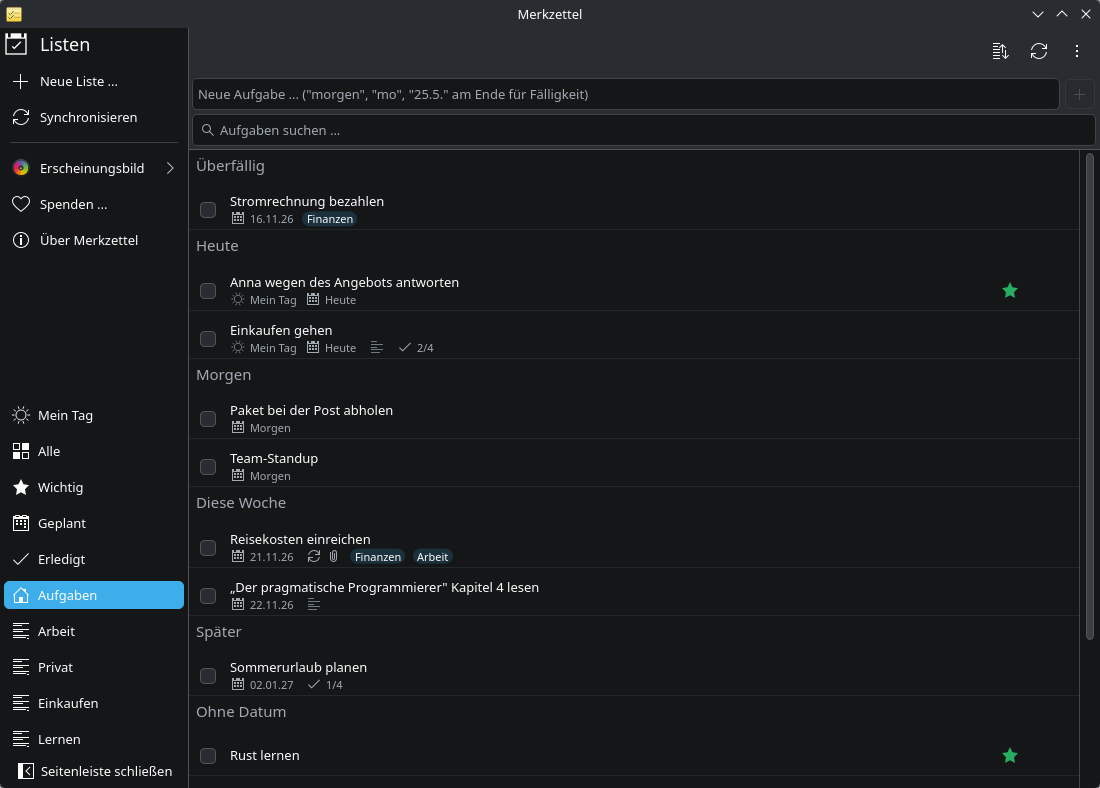 Merkzettel
Listen
Neue Liste ...
Synchronisieren
Erscheinungsbild
Spenden ...
Über Merkzettel
Mein Tag
Alle
Wichtig
Geplant
Erledigt
Aufgaben
Arbeit
Privat
Einkaufen
Lernen
Seitenleiste schließen
Neue Aufgabe ... ("morgen", "mo", "25.5." am Ende für Fälligkeit)
Aufgaben suchen ...
Überfällig
Stromrechnung bezahlen
16.11.26 Finanzen
Heute
Anna wegen des Angebots antworten
Mein Tag Heute
Einkaufen gehen
Mein Tag Heute 2/4
Morgen
Paket bei der Post abholen
Morgen
Team-Standup
Morgen
Diese Woche
Reisekosten einreichen
21.11.26 Finanzen Arbeit
„Der pragmatische Programmierer" Kapitel 4 lesen
22.11.26
Später
Sommerurlaub planen
02.01.27 1/4
Ohne Datum
Rust lernen